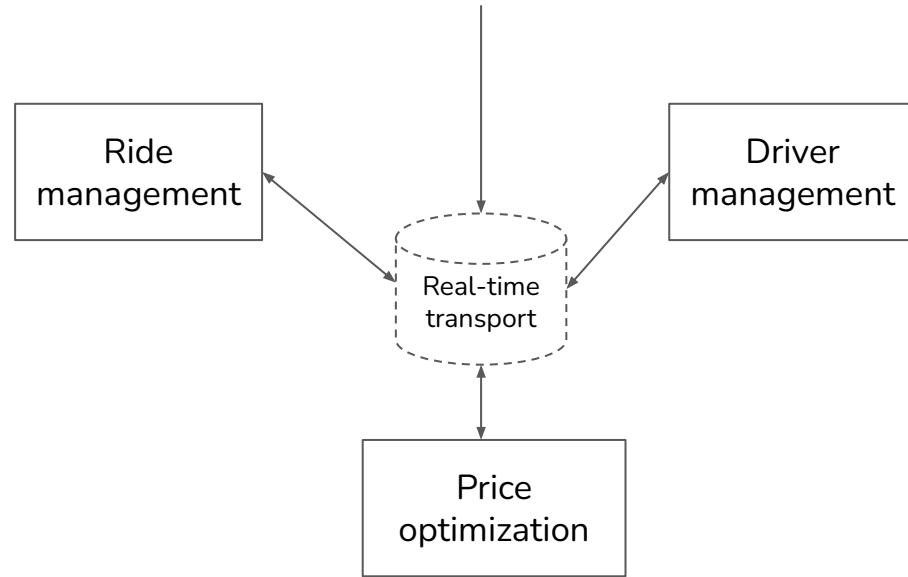 Ride
management
Driver
management
Real-time
transport
Price
optimization